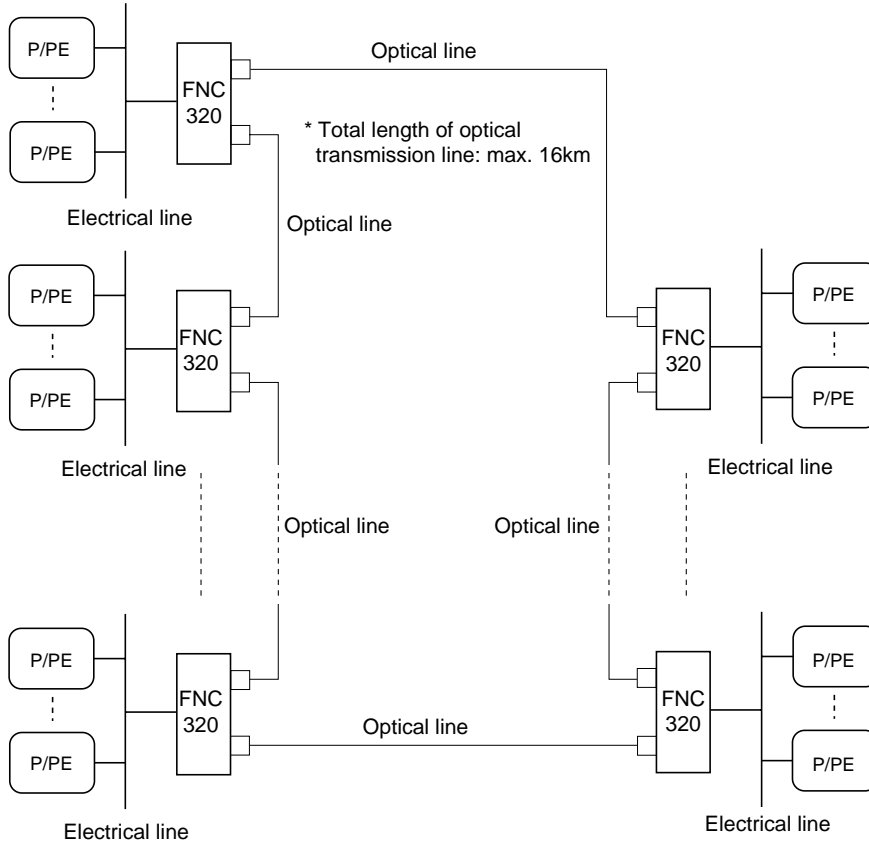 P/PE
FNC
320
Optical line
* Total length of optical
transmission line: max. 16km
P/PE
Electrical line
Optical line
P/PE
FNC
320
P/PE
Electrical line
FNC
320
P/PE
P/PE
Electrical line
Optical line
Optical line
P/PE
FNC
320
P/PE
Electrical line
Optical line
FNC
320
P/PE
P/PE
Electrical line